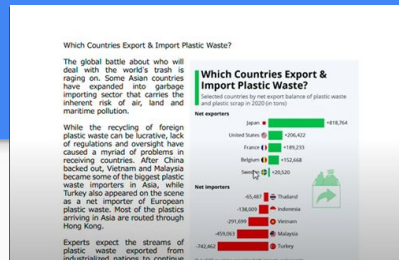 Which Countries Export & Import Plastic Waste?
The global battle about who will
deal with the world's trash is
raging on. Some Asian countries
have expanded into garbage
importing sector that carries the
inherent risk of air, land and
maritime pollution.
While the recycling of foreign
plastic waste can be lucrative, lack
of regulations and oversight have
caused a myriad of problems in
receiving countries. After China
backed out, Vietnam and Malaysia
became some of the biggest plastic
waste importers in Asia, while
Turkey also appeared on the scene
as a net importer of European
plastic waste. Most of the plastics
arriving in Asia are routed through
Hong Kong.
Experts expect the streams of
plastic waste exported from
industrialized nations to continue
Which Countries Export &
Import Plastic Waste?
Selected countries by net export balance of plastic waste
and plastic scrap in 2020 (in tons)
Net exporters
Japan +818,764
United States +206,422
France +189,233
Belgium +152,668
Sweden +20,520
Net importers
-65,487 Thailand
-138,009 Indonesia
-291,699 Vietnam
-459,063 Malaysia
-742,462 Turkey